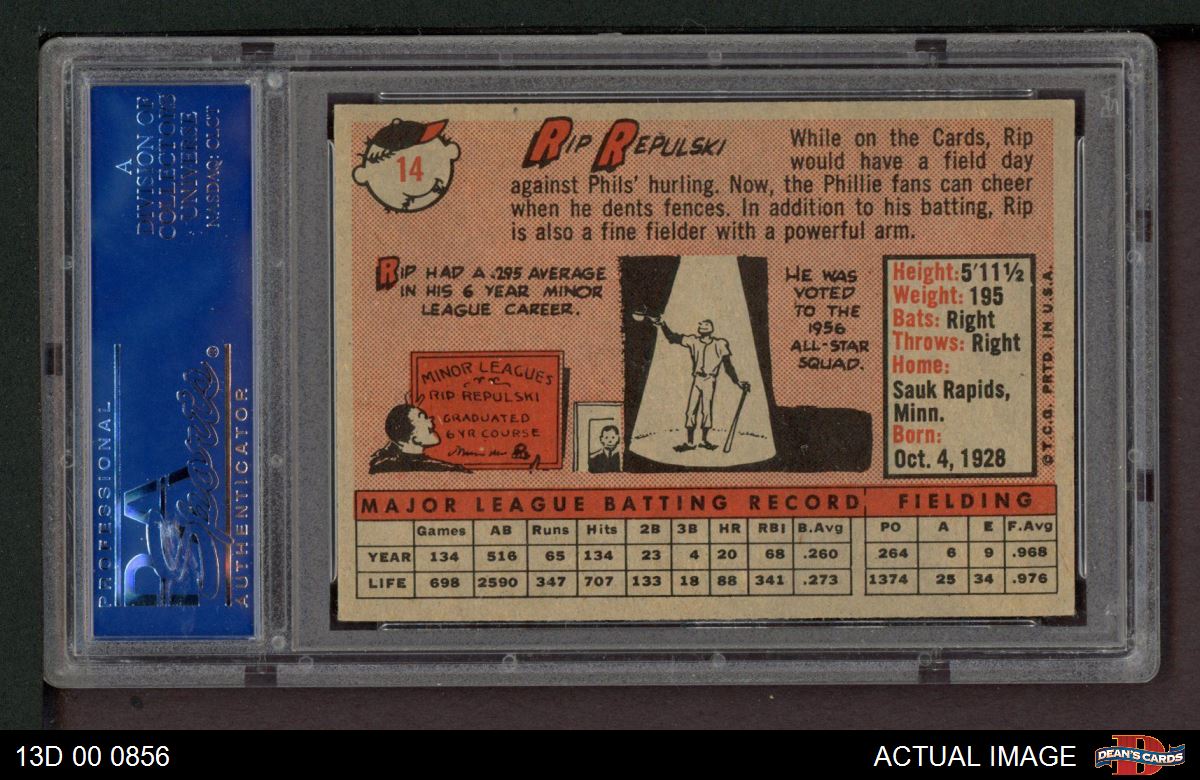 A
DIVISION OF
COLLECTORS
UNIVERSE
NASDAQ: CLCT
PROFESSIONAL
PSA
Sports
AUTHENTICATOR
14
RIP REPULSKI
While on the Cards, Rip
would have a field day
against Phils' hurling. Now, the Phillie fans can cheer
when he dents fences. In addition to his batting, Rip
is also a fine fielder with a powerful arm.
RIP HAD A .295 AVERAGE
IN HIS 6 YEAR MINOR
LEAGUE CAREER.
MINOR LEAGUES
RIP REPULSKI
GRADUATED
6 YR COURSE
HE WAS
VOTED
TO THE
1956
ALL-STAR
SQUAD.
Height: 5'11½
Weight: 195
Bats: Right
Throws: Right
Home:
Sauk Rapids,
Minn.
Born:
Oct. 4, 1928
© T.C.G. PRTD. IN U.S.A.
MAJOR LEAGUE BATTING RECORD FIELDING
Games AB Runs Hits 2B 3B HR RBI B.Avg PO A E F.Avg
YEAR 134 516 65 134 23 4 20 68 .260 264 6 9 .968
LIFE 698 2590 347 707 133 18 88 341 .273 1374 25 34 .976
13D 00 0856
ACTUAL IMAGE
D
DEAN'S CARDS